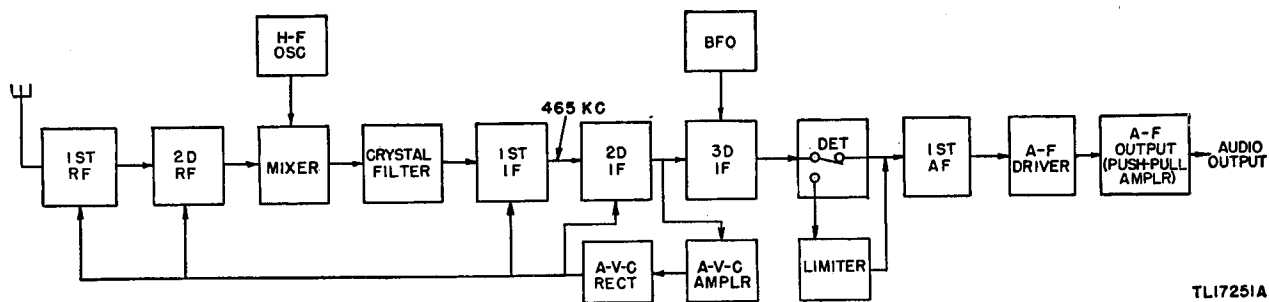 H-F
OSC
BFO
465 KC
1ST
RF
2D
RF
MIXER
CRYSTAL
FILTER
1ST
IF
2D
IF
3D
IF
DET
1ST
AF
A-F
DRIVER
A-F
OUTPUT
(PUSH-PULL
AMPLR)
AUDIO
OUTPUT
A-V-C
RECT
A-V-C
AMPLR
LIMITER
TL17251A